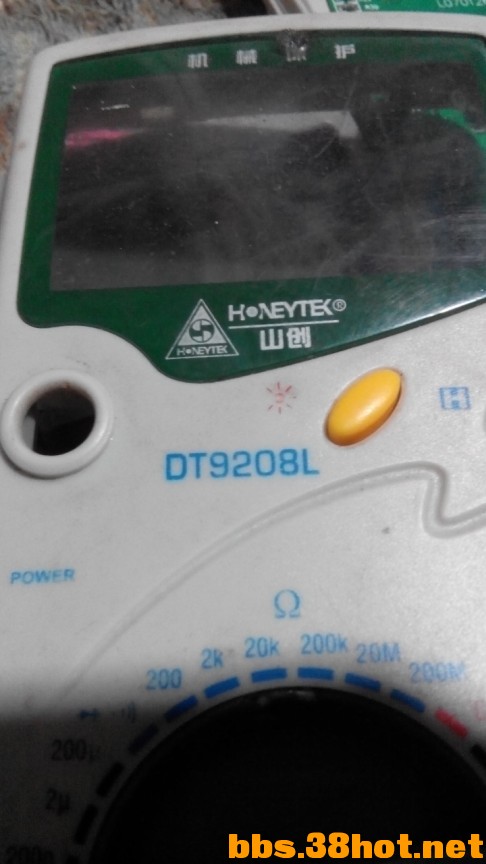 机械保护
HONEYTEK®
山创
HONEYTEK
DT9208L
POWER
Ω
200 2k 20k 200k 20M 200M
200µ
2µ
200n
bbs.38hot.net